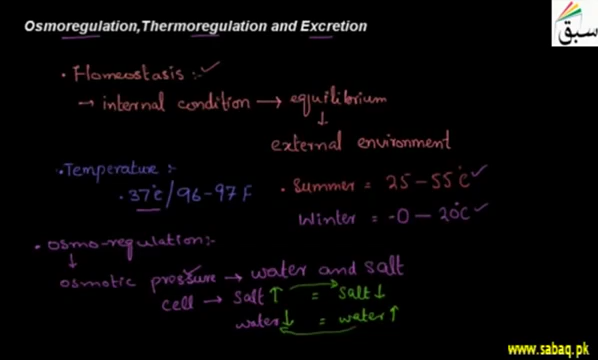 Osmoregulation,Thermoregulation and Excretion
سبق
• Homeostasis :-
→ internal condition → equilibrium
↓
external environment
• Temperature :-
• 37°c / 96-97 F
• Summer = 25 - 55°C
Winter = -0 — 20°C
• Osmo-regulation:-
↓
osmotic pressure → water and salt
cell → salt ↑ = salt ↓
water ↓ = water ↑
www.sabaq.pk